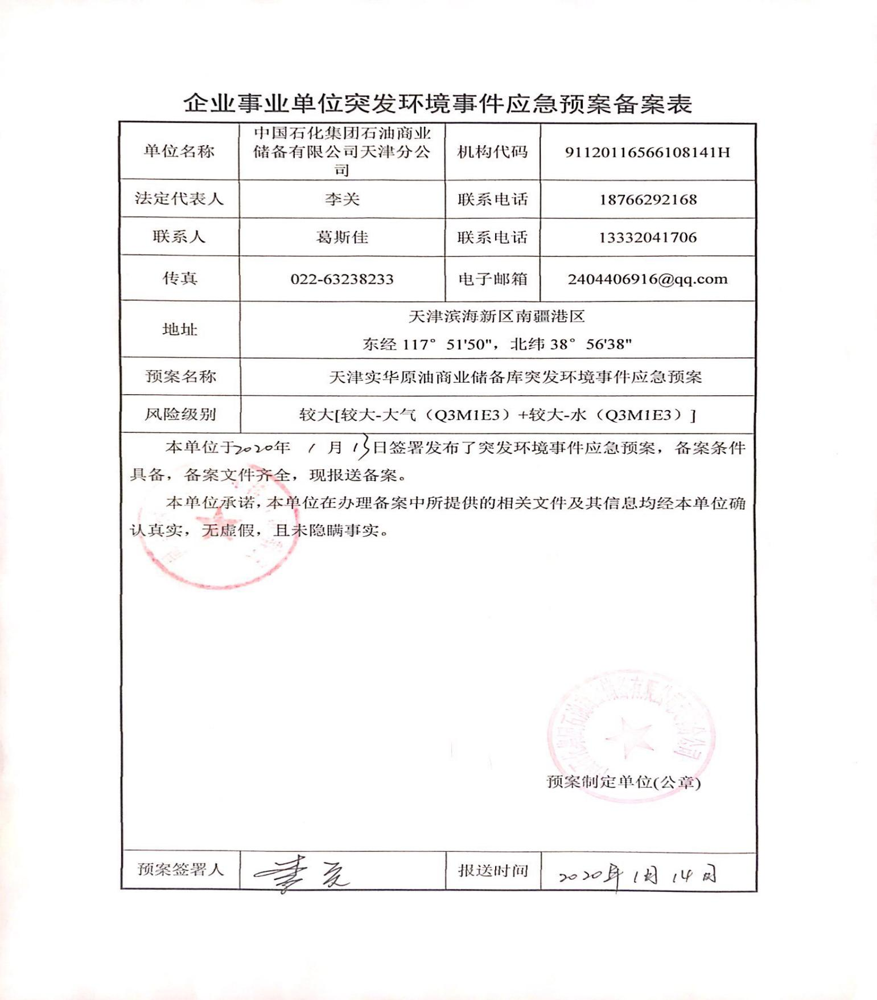 企业事业单位突发环境事件应急预案备案表
单位名称
中国石化集团石油商业
储备有限公司天津分公
司
机构代码
91120116566108141H
法定代表人
李关
联系电话
18766292168
联系人
葛斯佳
联系电话
13332041706
传真
022-63238233
电子邮箱
2404406916@qq.com
地址
天津滨海新区南疆港区
东经 117° 51'50"，北纬 38° 56'38"
预案名称
天津实华原油商业储备库突发环境事件应急预案
风险级别
较大[较大-大气（Q3M1E3）+较大-水（Q3M1E3）]
本单位于2020年 1 月 13日签署发布了突发环境事件应急预案，备案条件
具备，备案文件齐全，现报送备案。
本单位承诺，本单位在办理备案中所提供的相关文件及其信息均经本单位确
认真实，无虚假，且未隐瞒事实。
预案制定单位(公章)
预案签署人
报送时间
2020年1月14日